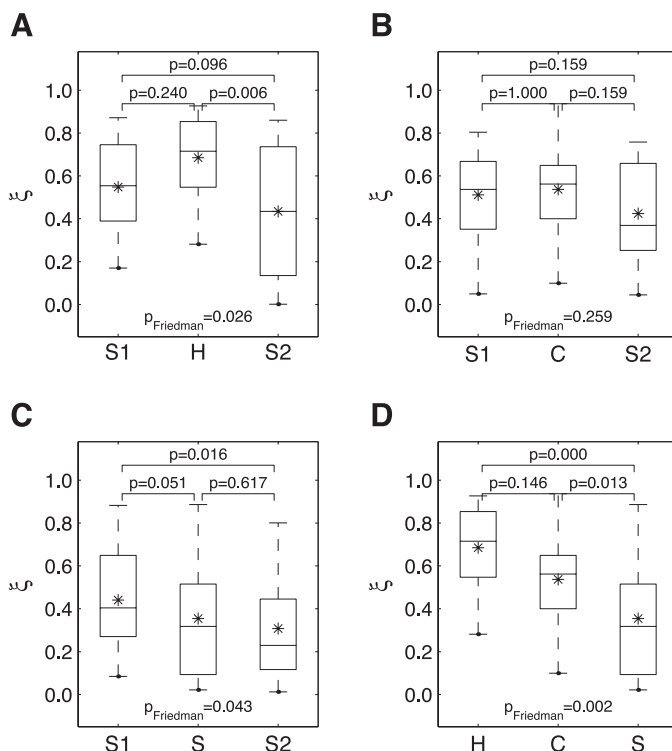 A
p=0.096
p=0.240 p=0.006
1.0
0.8
0.6
0.4
0.2
0.0
ξ
p_Friedman=0.026
S1 H S2
B
p=0.159
p=1.000 p=0.159
1.0
0.8
0.6
0.4
0.2
0.0
ξ
p_Friedman=0.259
S1 C S2
C
p=0.016
p=0.051 p=0.617
1.0
0.8
0.6
0.4
0.2
0.0
ξ
p_Friedman=0.043
S1 S S2
D
p=0.000
p=0.146 p=0.013
1.0
0.8
0.6
0.4
0.2
0.0
ξ
p_Friedman=0.002
H C S